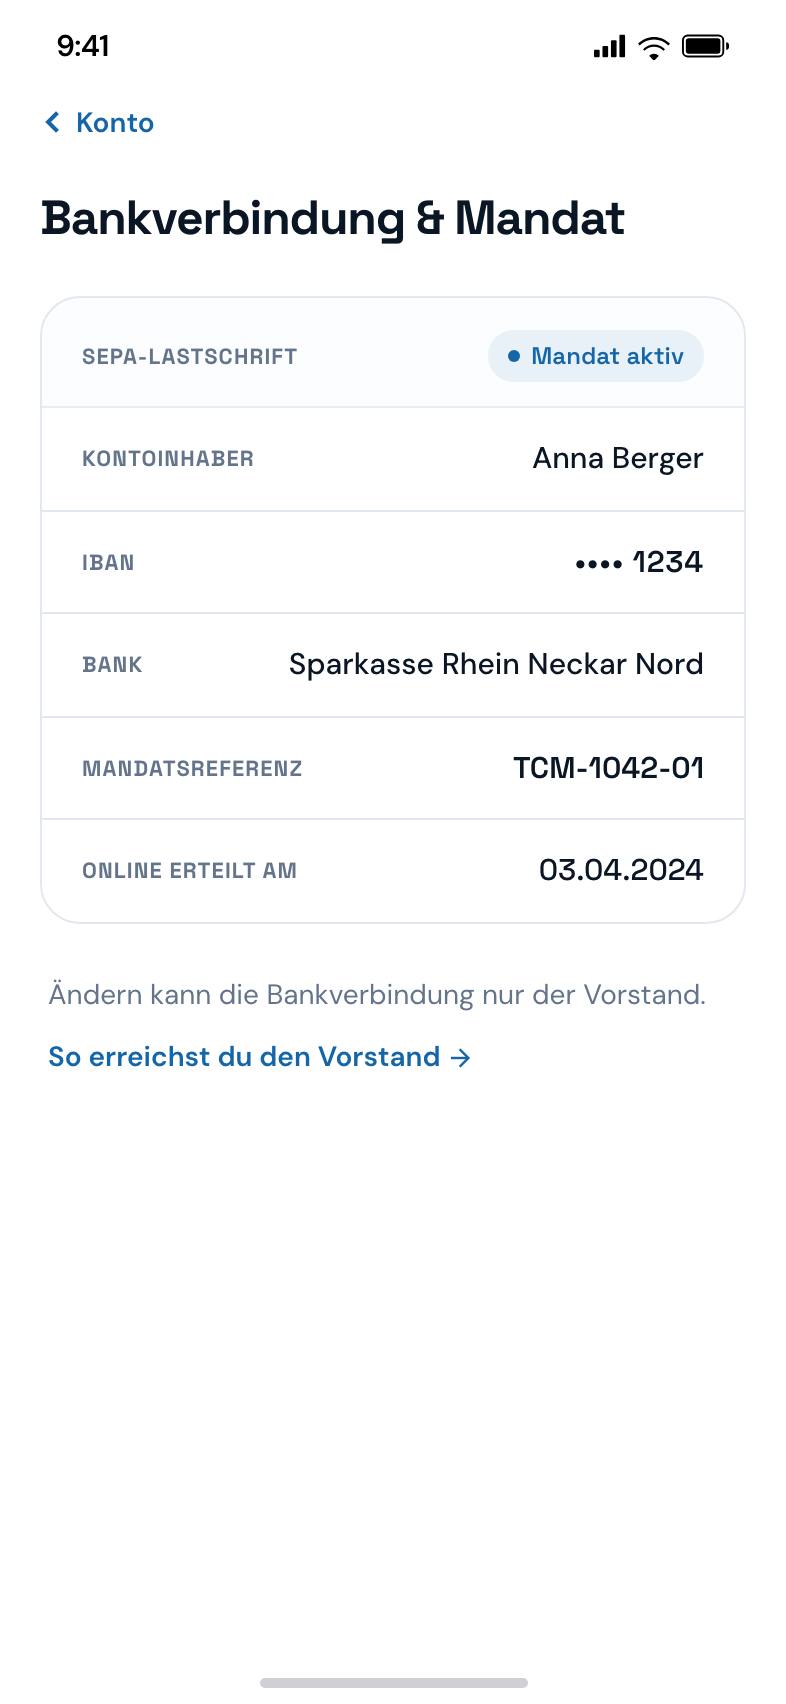 9:41
Konto
Bankverbindung & Mandat
SEPA-LASTSCHRIFT Mandat aktiv
KONTOINHABER Anna Berger
IBAN •••• 1234
BANK Sparkasse Rhein Neckar Nord
MANDATSREFERENZ TCM-1042-01
ONLINE ERTEILT AM 03.04.2024
Ändern kann die Bankverbindung nur der Vorstand.
So erreichst du den Vorstand →